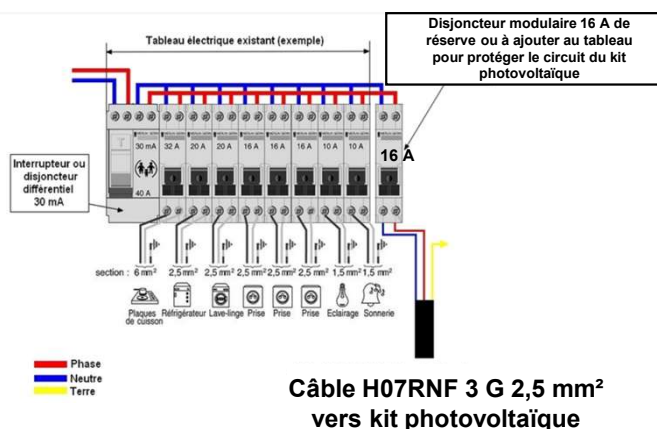 Disjoncteur modulaire 16 A de
réserve ou à ajouter au tableau
pour protéger le circuit du kit
photovoltaïque
Tableau électrique existant (exemple)
30 mA
32 A
20 A
20 A
16 A
16 A
16 A
10 A
10 A
16 A
40 A
Interrupteur ou
disjoncteur
différentiel
30 mA
section : 6 mm² 2,5 mm² 2,5 mm² 2,5 mm² 2,5 mm² 2,5 mm² 1,5 mm² 1,5 mm²
Plaques
de cuisson
Réfrigérateur
Lave-linge
Prise
Prise
Prise
Eclairage
Sonnerie
Phase
Neutre
Terre
Câble H07RNF 3 G 2,5 mm²
vers kit photovoltaïque